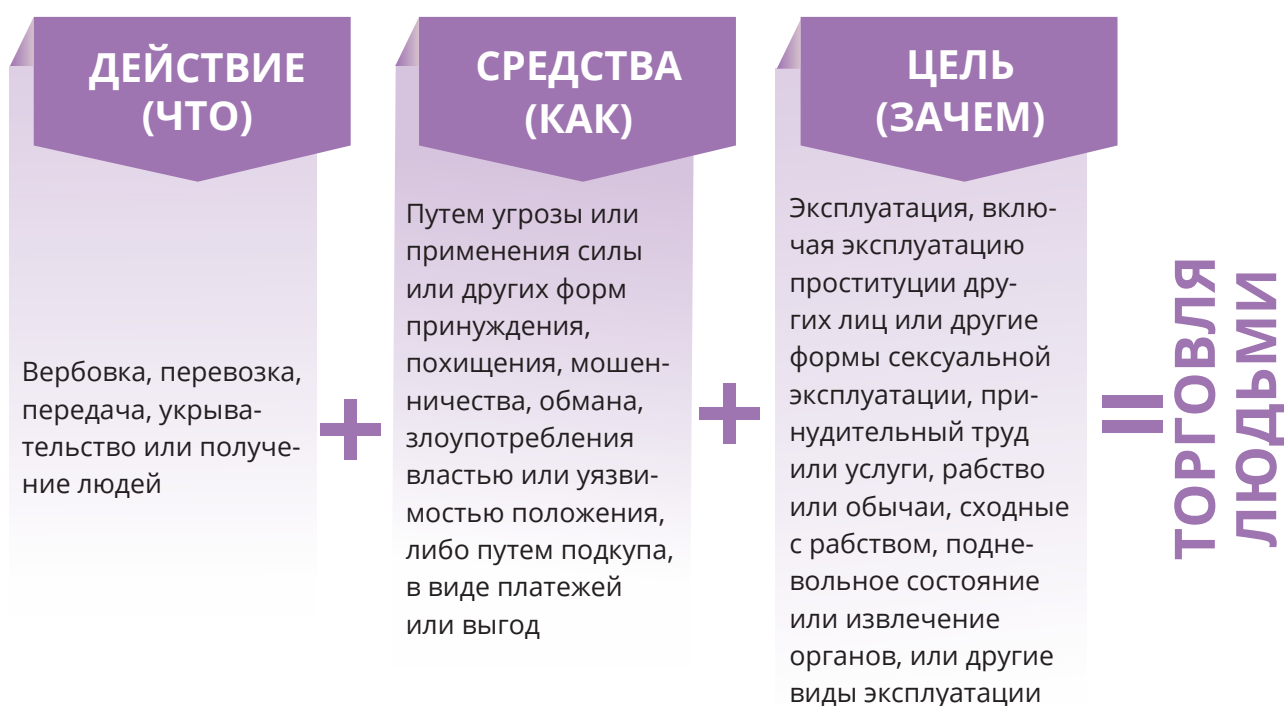 ДЕЙСТВИЕ
(ЧТО)
Вербовка, перевозка,
передача, укрыва-
тельство или получе-
ние людей
+
СРЕДСТВА
(КАК)
Путем угрозы или
применения силы
или других форм
принуждения,
похищения, мошен-
ничества, обмана,
злоупотребления
властью или уязви-
мостью положения,
либо путем подкупа,
в виде платежей
или выгод
+
ЦЕЛЬ
(ЗАЧЕМ)
Эксплуатация, вклю-
чая эксплуатацию
проституции дру-
гих лиц или другие
формы сексуальной
эксплуатации, при-
нудительный труд
или услуги, рабство
или обычаи, сходные
с рабством, подне-
вольное состояние
или извлечение
органов, или другие
виды эксплуатации
=
ТОРГОВЛЯ
ЛЮДЬМИ